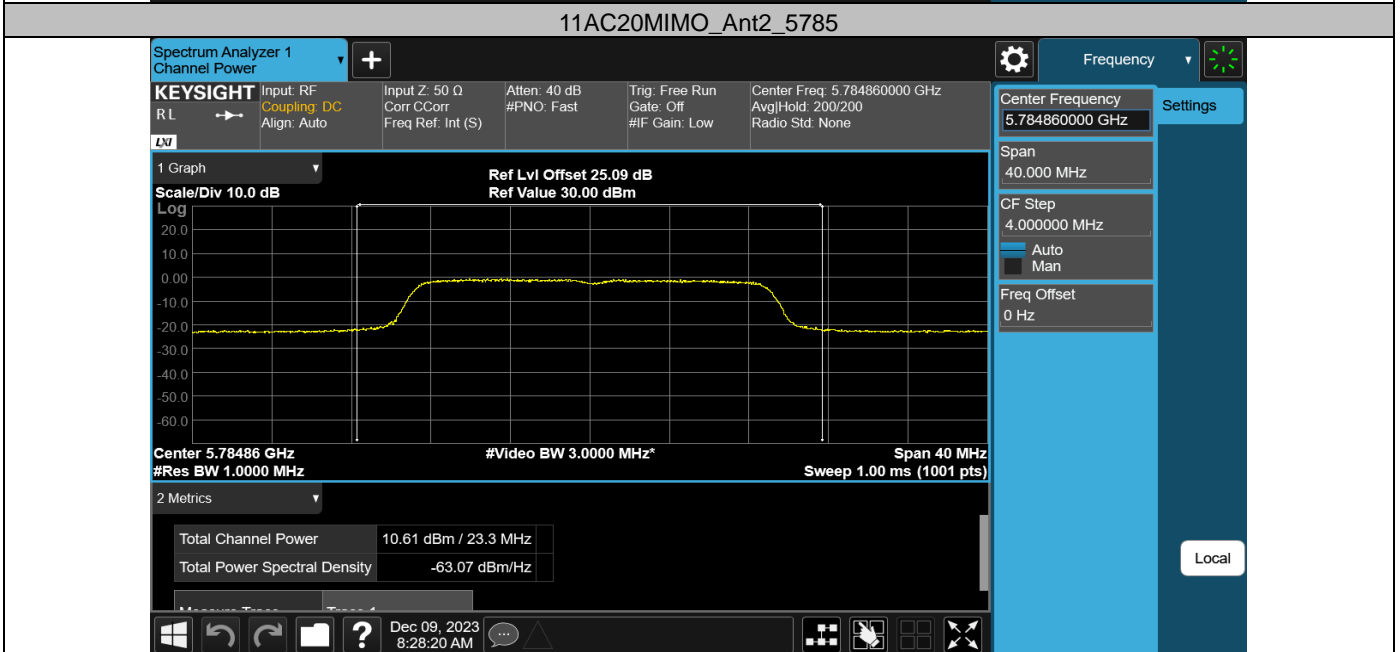 11AC20MIMO_Ant2_5785
Spectrum Analyzer 1
Channel Power
Frequency
KEYSIGHT
R L
LXI
Input: RF
Coupling: DC
Align: Auto
Input Z: 50 Ω
Corr CCorr
Freq Ref: Int (S)
Atten: 40 dB
#PNO: Fast
Trig: Free Run
Gate: Off
#IF Gain: Low
Center Freq: 5.784860000 GHz
Avg|Hold: 200/200
Radio Std: None
Center Frequency
5.784860000 GHz
Settings
Span
40.000 MHz
CF Step
4.000000 MHz
Auto
Man
Freq Offset
0 Hz
1 Graph
Scale/Div 10.0 dB
Ref Lvl Offset 25.09 dB
Ref Value 30.00 dBm
Log
20.0
10.0
0.00
-10.0
-20.0
-30.0
-40.0
-50.0
-60.0
Center 5.78486 GHz
#Video BW 3.0000 MHz*
Span 40 MHz
#Res BW 1.0000 MHz
Sweep 1.00 ms (1001 pts)
2 Metrics
Total Channel Power 10.61 dBm / 23.3 MHz
Total Power Spectral Density -63.07 dBm/Hz
Measure Trace Trace 1
Local
?
Dec 09, 2023
8:28:20 AM